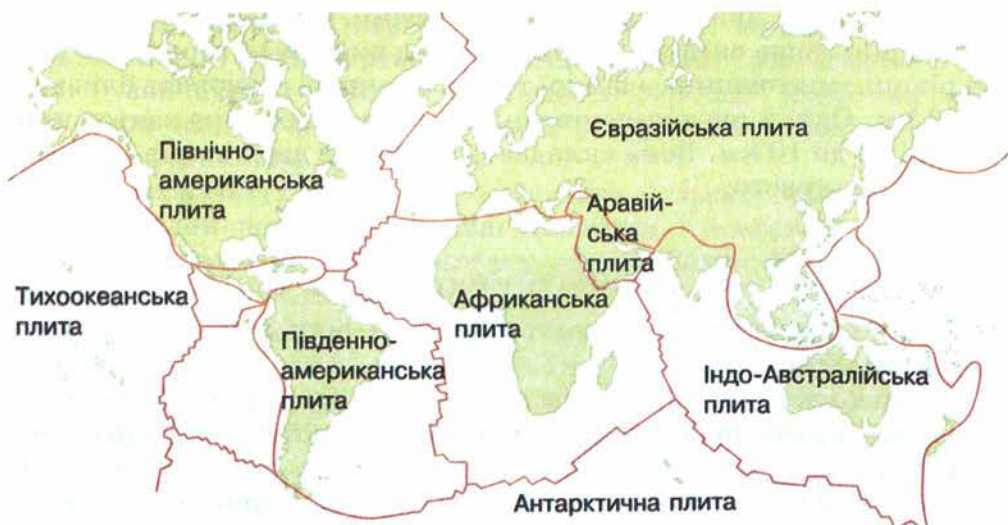 Північно-
американська
плита
Євразійська плита
Аравій-
ська
плита
Тихоокеанська
плита
Африканська
плита
Південно-
американська
плита
Індо-Австралійська
плита
Антарктична плита